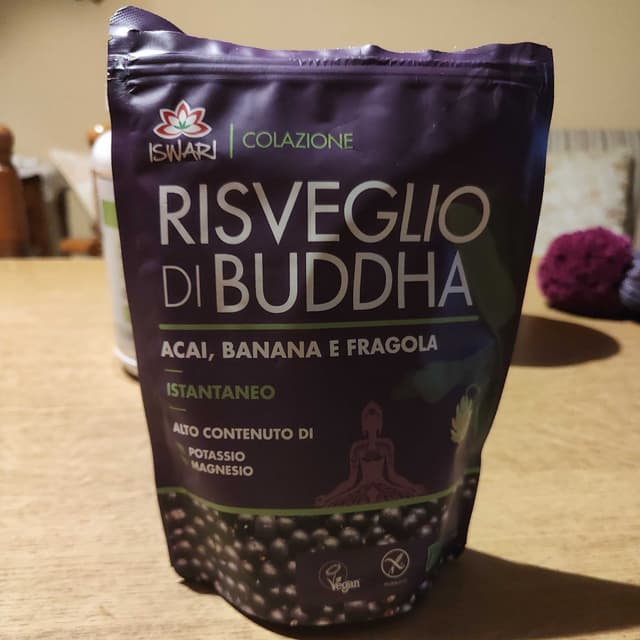 ISWARI
COLAZIONE
RISVEGLIO
DI BUDDHA
ACAI, BANANA E FRAGOLA
ISTANTANEO
ALTO CONTENUTO DI
POTASSIO
MAGNESIO
Vegan